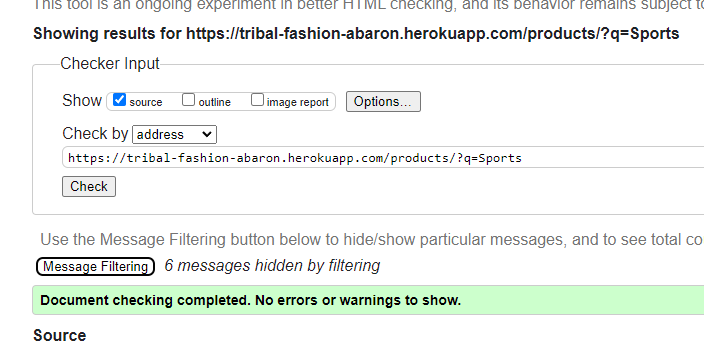 This tool is an ongoing experiment in better HTML checking, and its behavior remains subject to
Showing results for https://tribal-fashion-abaron.herokuapp.com/products/?q=Sports
Checker Input
Show source outline image report Options...
Check by address
https://tribal-fashion-abaron.herokuapp.com/products/?q=Sports
Check
Use the Message Filtering button below to hide/show particular messages, and to see total co
Message Filtering 6 messages hidden by filtering
Document checking completed. No errors or warnings to show.
Source